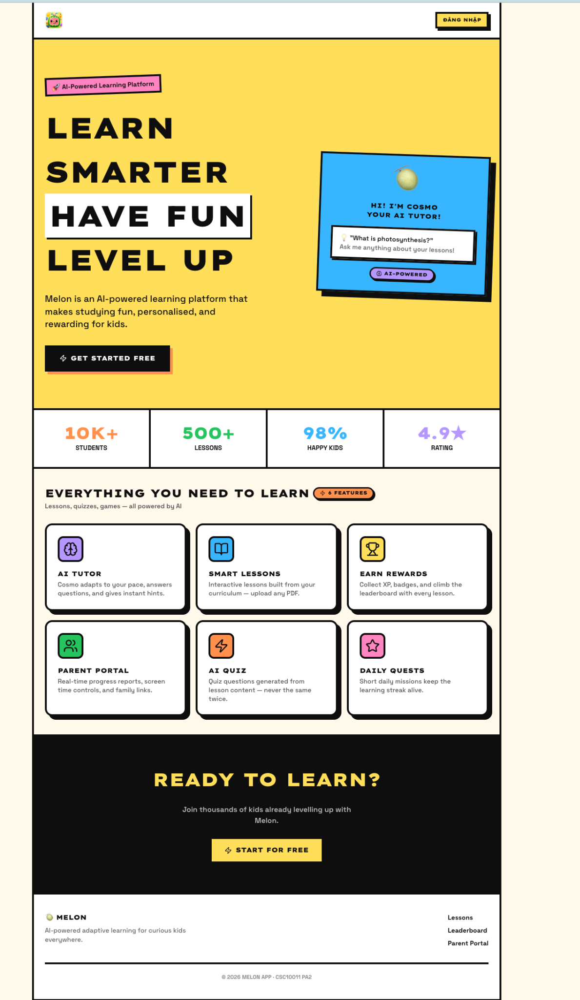 ĐĂNG NHẬP
🚀 AI-Powered Learning Platform
LEARN
SMARTER
HAVE FUN
LEVEL UP
Melon is an AI-powered learning platform that
makes studying fun, personalised, and
rewarding for kids.
GET STARTED FREE
HI! I'M COSMO
YOUR AI TUTOR!
💡 "What is photosynthesis?"
Ask me anything about your lessons!
AI-POWERED
10K+
STUDENTS
500+
LESSONS
98%
HAPPY KIDS
4.9★
RATING
EVERYTHING YOU NEED TO LEARN
6 FEATURES
Lessons, quizzes, games — all powered by AI
AI TUTOR
Cosmo adapts to your pace, answers
questions, and gives instant hints.
SMART LESSONS
Interactive lessons built from your
curriculum — upload any PDF.
EARN REWARDS
Collect XP, badges, and climb the
leaderboard with every lesson.
PARENT PORTAL
Real-time progress reports, screen
time controls, and family links.
AI QUIZ
Quiz questions generated from
lesson content — never the same
twice.
DAILY QUESTS
Short daily missions keep the
learning streak alive.
READY TO LEARN?
Join thousands of kids already levelling up with
Melon.
START FOR FREE
🍈 MELON
AI-powered adaptive learning for curious kids
everywhere.
Lessons
Leaderboard
Parent Portal
© 2026 MELON APP · CSC10011 PA2